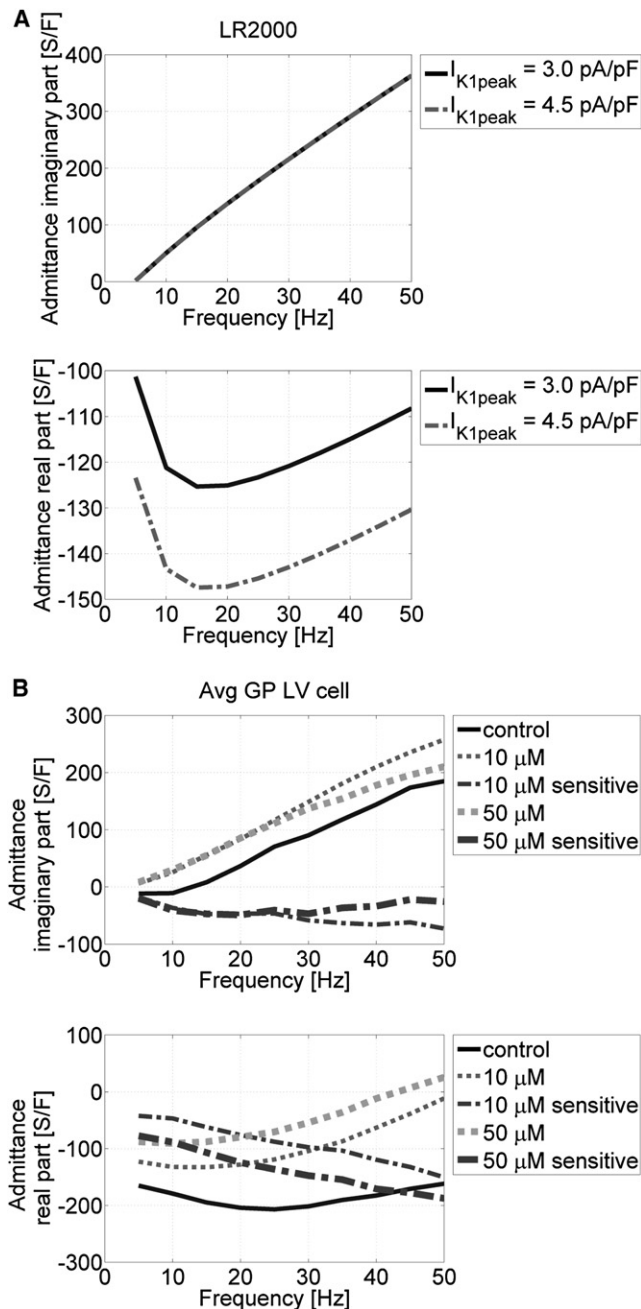 A
LR2000
Admittance imaginary part [S/F]
400
300
200
100
0
0 10 20 30 40 50
Frequency [Hz]
I_K1peak = 3.0 pA/pF
I_K1peak = 4.5 pA/pF
Admittance real part [S/F]
-100
-110
-120
-130
-140
-150
0 10 20 30 40 50
Frequency [Hz]
I_K1peak = 3.0 pA/pF
I_K1peak = 4.5 pA/pF
B
Avg GP LV cell
Admittance
imaginary part [S/F]
300
200
100
0
-100
0 10 20 30 40 50
Frequency [Hz]
control
10 μM
10 μM sensitive
50 μM
50 μM sensitive
Admittance
real part [S/F]
100
0
-100
-200
-300
0 10 20 30 40 50
Frequency [Hz]
control
10 μM
10 μM sensitive
50 μM
50 μM sensitive